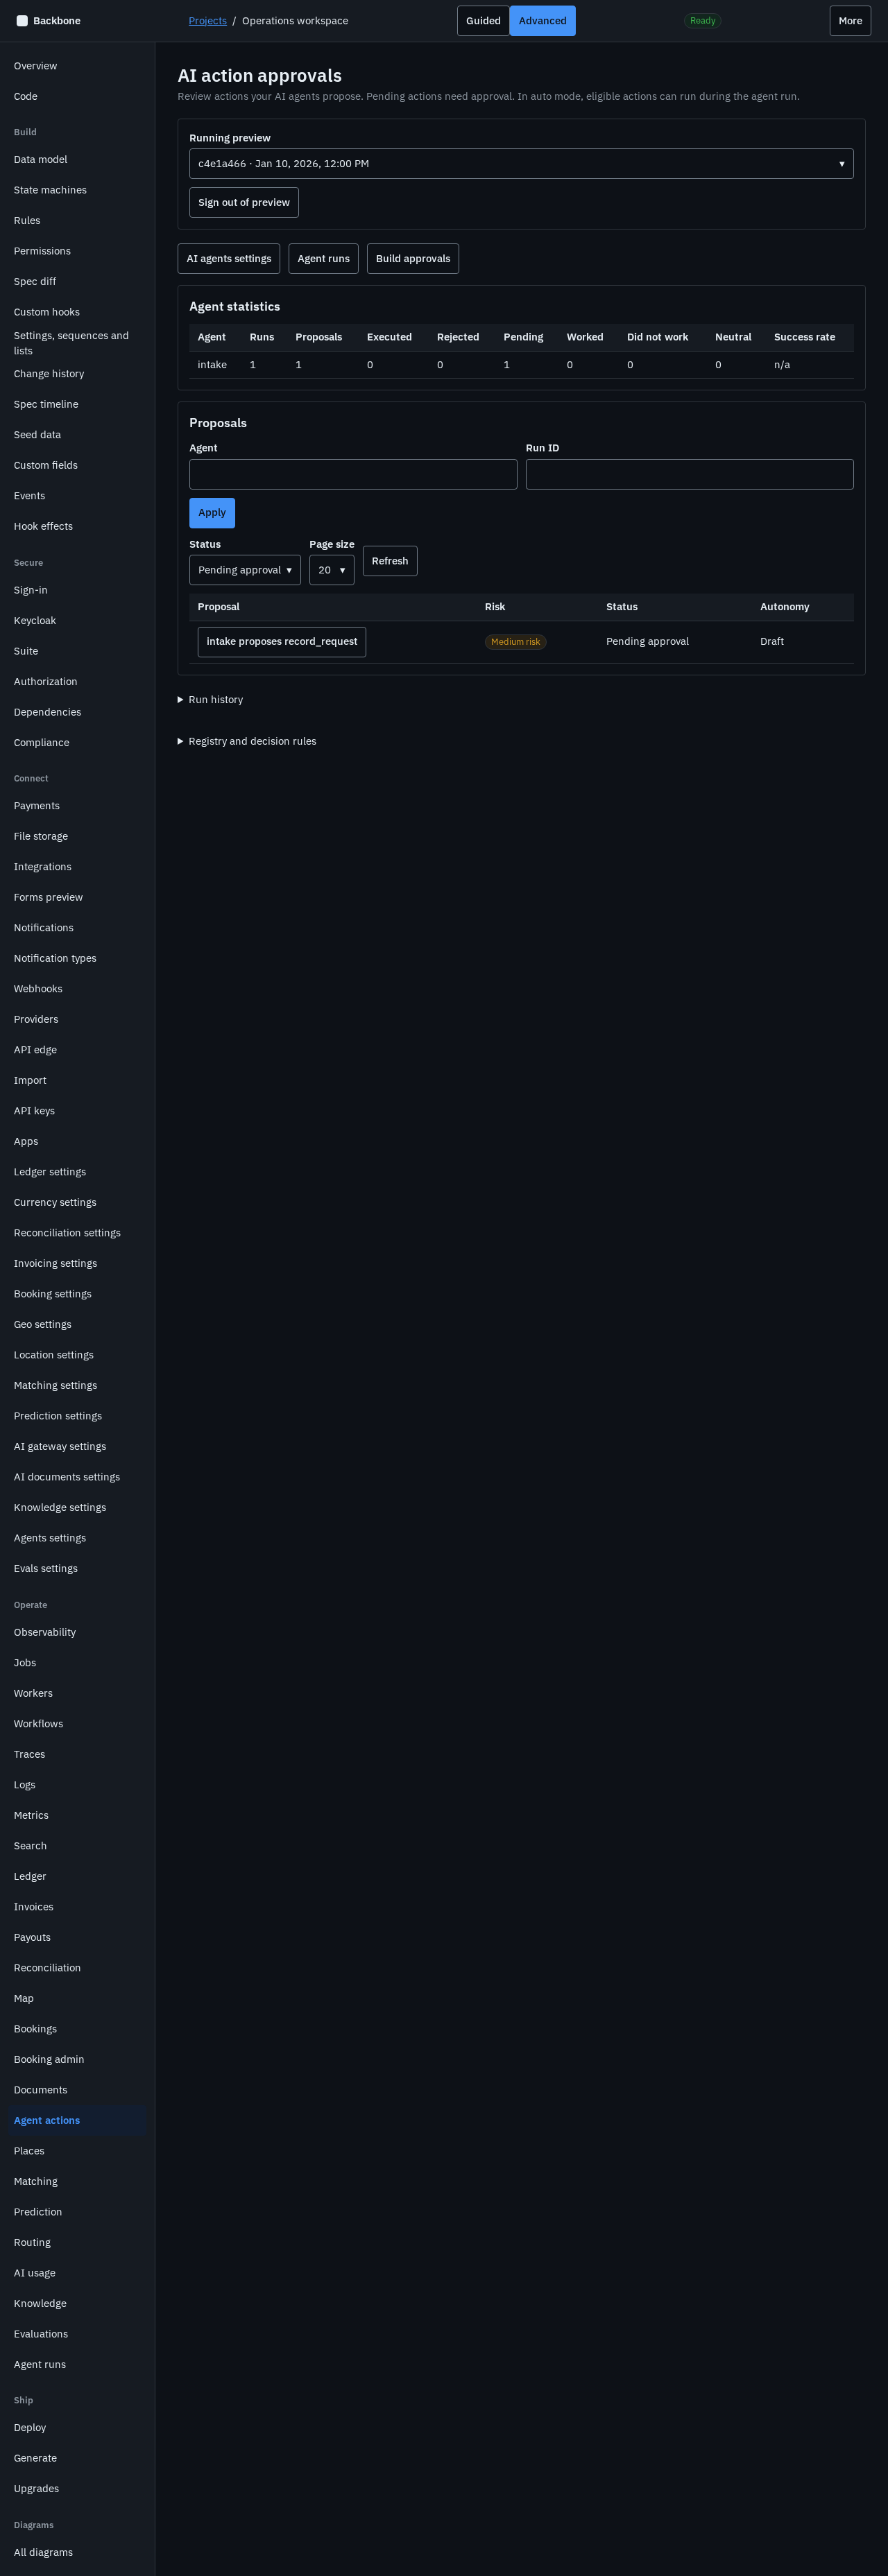 Backbone
Projects / Operations workspace
Guided
Advanced
Ready
More
Overview
Code
Build
Data model
State machines
Rules
Permissions
Spec diff
Custom hooks
Settings, sequences and
lists
Change history
Spec timeline
Seed data
Custom fields
Events
Hook effects
Secure
Sign-in
Keycloak
Suite
Authorization
Dependencies
Compliance
Connect
Payments
File storage
Integrations
Forms preview
Notifications
Notification types
Webhooks
Providers
API edge
Import
API keys
Apps
Ledger settings
Currency settings
Reconciliation settings
Invoicing settings
Booking settings
Geo settings
Location settings
Matching settings
Prediction settings
AI gateway settings
AI documents settings
Knowledge settings
Agents settings
Evals settings
Operate
Observability
Jobs
Workers
Workflows
Traces
Logs
Metrics
Search
Ledger
Invoices
Payouts
Reconciliation
Map
Bookings
Booking admin
Documents
Agent actions
Places
Matching
Prediction
Routing
AI usage
Knowledge
Evaluations
Agent runs
Ship
Deploy
Generate
Upgrades
Diagrams
All diagrams
AI action approvals
Review actions your AI agents propose. Pending actions need approval. In auto mode, eligible actions can run during the agent run.
Running preview
c4e1a466 · Jan 10, 2026, 12:00 PM ▾
Sign out of preview
AI agents settings
Agent runs
Build approvals
Agent statistics
Agent Runs Proposals Executed Rejected Pending Worked Did not work Neutral Success rate
intake 1 1 0 0 1 0 0 0 n/a
Proposals
Agent Run ID
Apply
Status Page size
Pending approval ▾ 20 ▾ Refresh
Proposal Risk Status Autonomy
intake proposes record_request Medium risk Pending approval Draft
▶ Run history
▶ Registry and decision rules